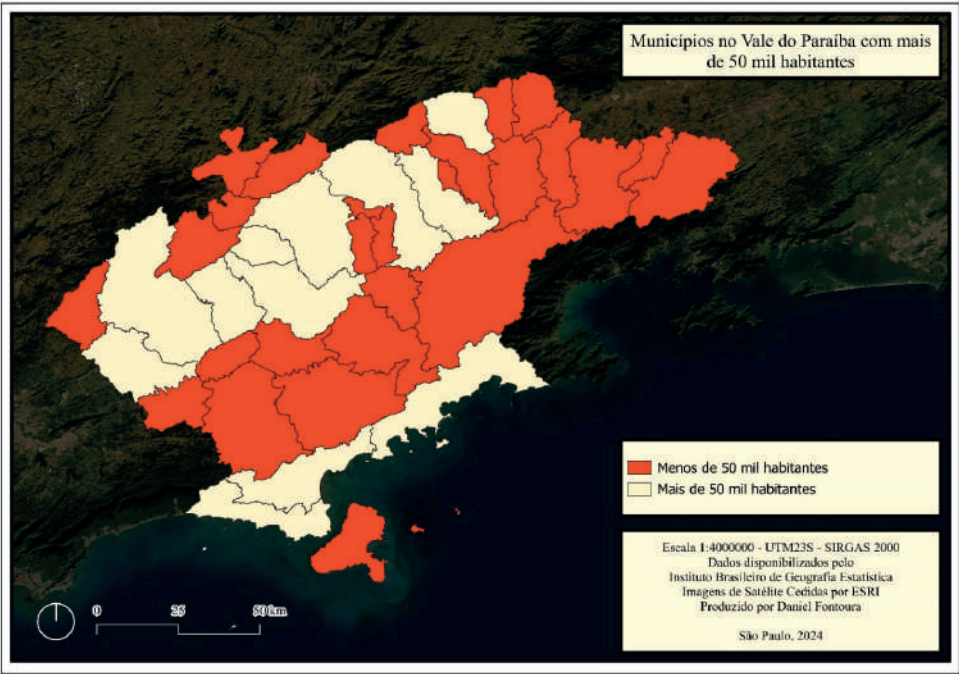 Municípios no Vale do Paraíba com mais
de 50 mil habitantes
Menos de 50 mil habitantes
Mais de 50 mil habitantes
Escala 1:4000000 - UTM23S - SIRGAS 2000
Dados disponibilizados pelo
Instituto Brasileiro de Geografia Estatística
Imagens de Satélite Cedidas por ESRI
Produzido por Daniel Fontoura
São Paulo, 2024
0 25 50 km